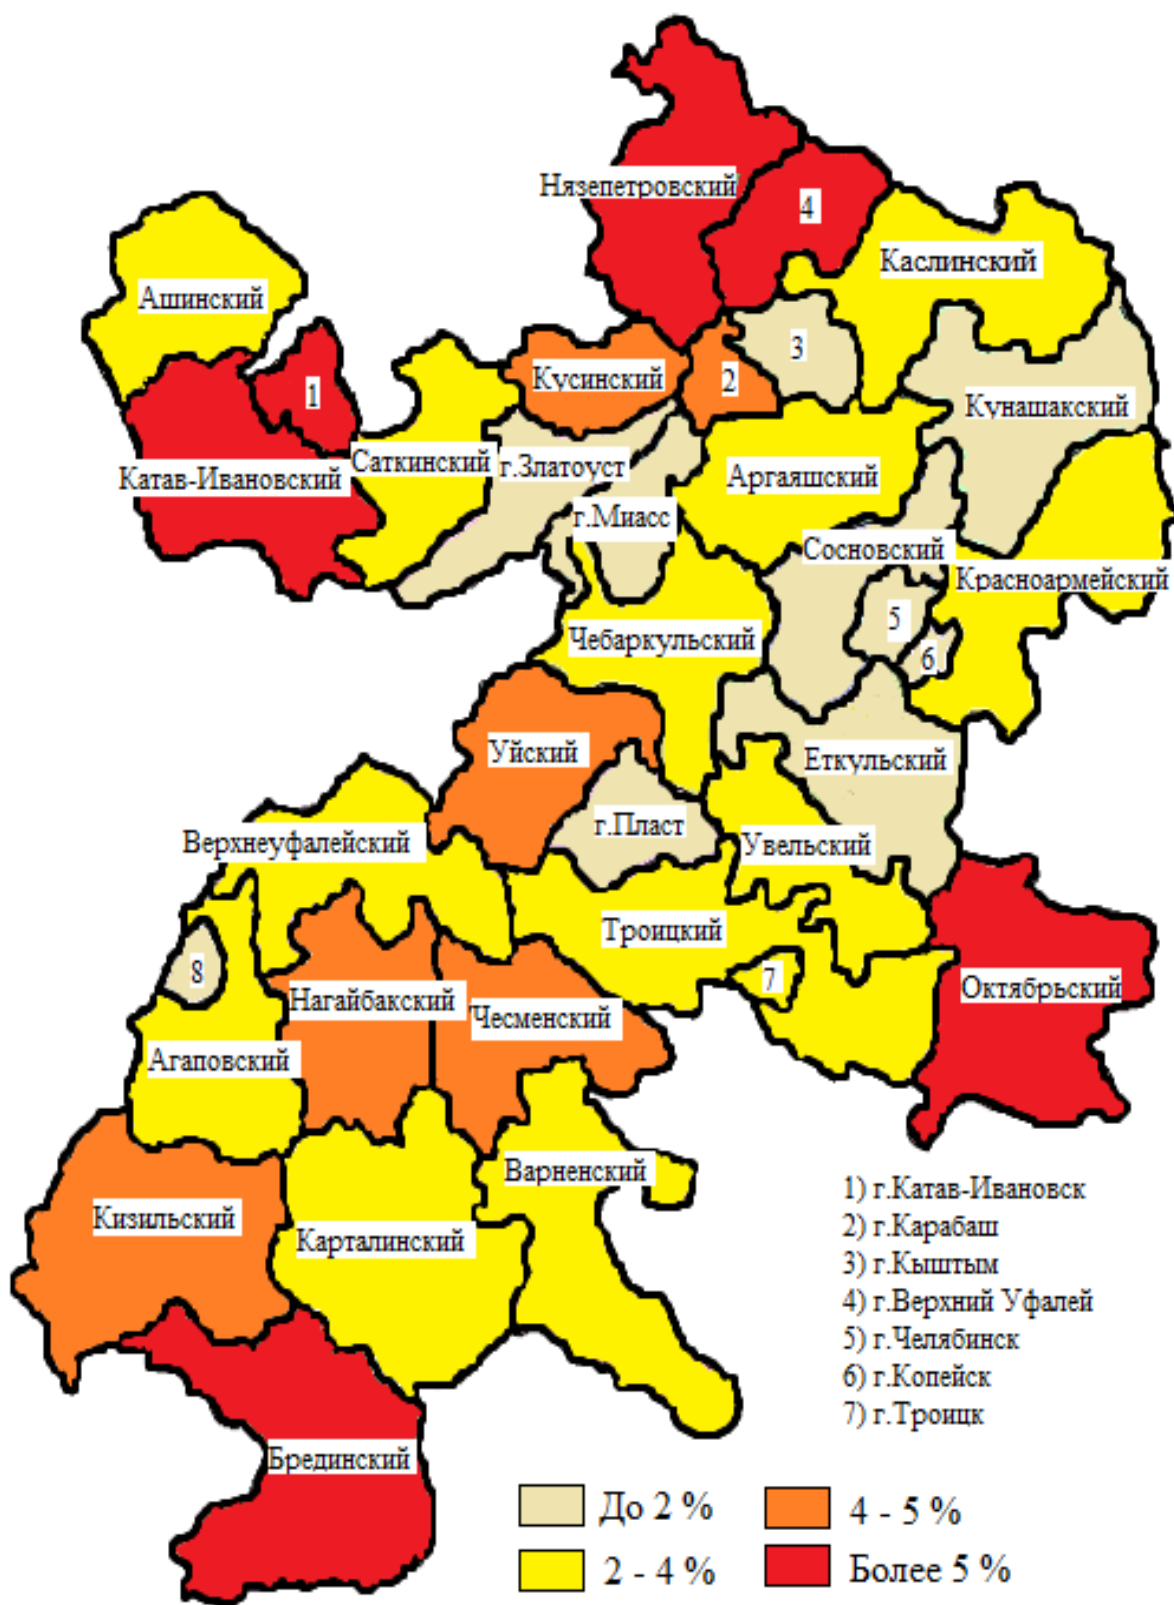 Нязепетровский
4
Каслинский
Ашинский
3
Кусинский
2
1
Кунашакский
Саткинский
г.Златоуст
Катав-Ивановский
Аргаяшский
г.Миасс
Сосновский
Красноармейский
5
Чебаркульский
6
Уйский
Еткульский
г.Пласт
Верхнеуфалейский
Увельский
Троицкий
8
7
Октябрьский
Нагайбакский
Чесменский
Агаповский
Варненский
Кизильский
Карталинский
1) г.Катав-Ивановск
2) г.Карабаш
3) г.Кыштым
4) г.Верхний Уфалей
5) г.Челябинск
6) г.Копейск
7) г.Троицк
Брединский
До 2 %
4 - 5 %
2 - 4 %
Более 5 %